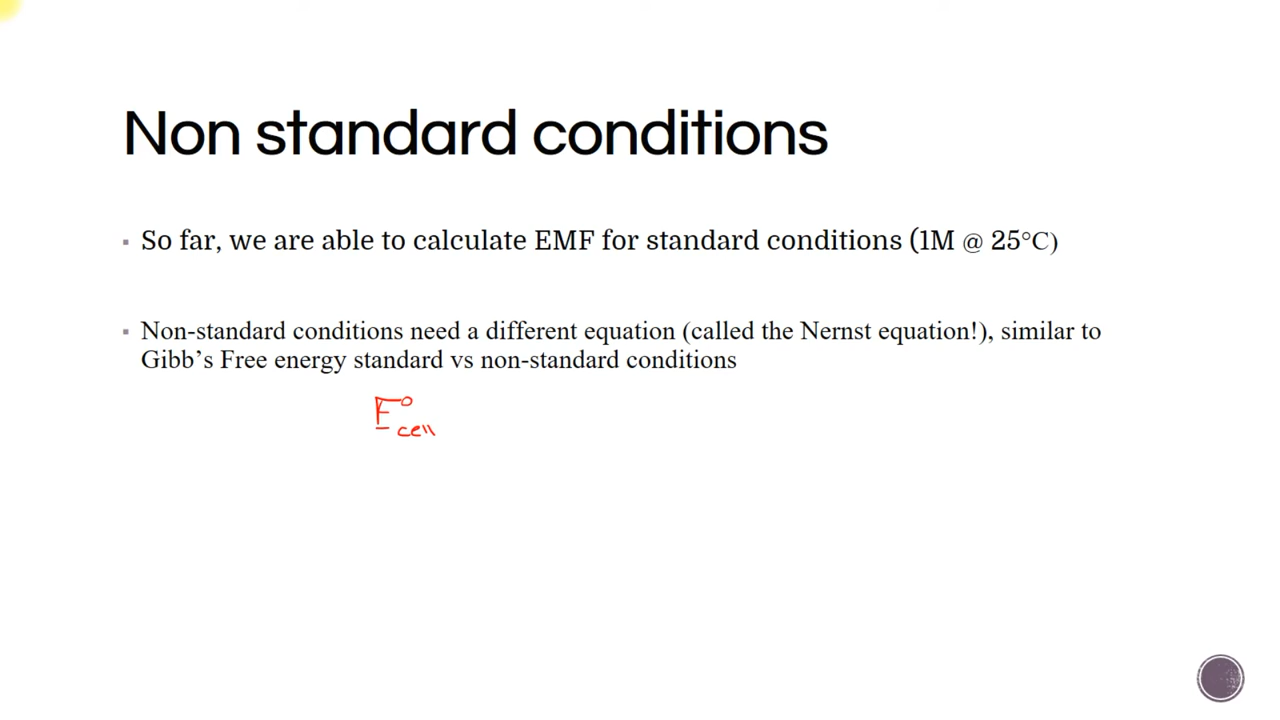 Non standard conditions
▪ So far, we are able to calculate EMF for standard conditions (1M @ 25°C)
▪ Non-standard conditions need a different equation (called the Nernst equation!), similar to
Gibb’s Free energy standard vs non-standard conditions
E°cell